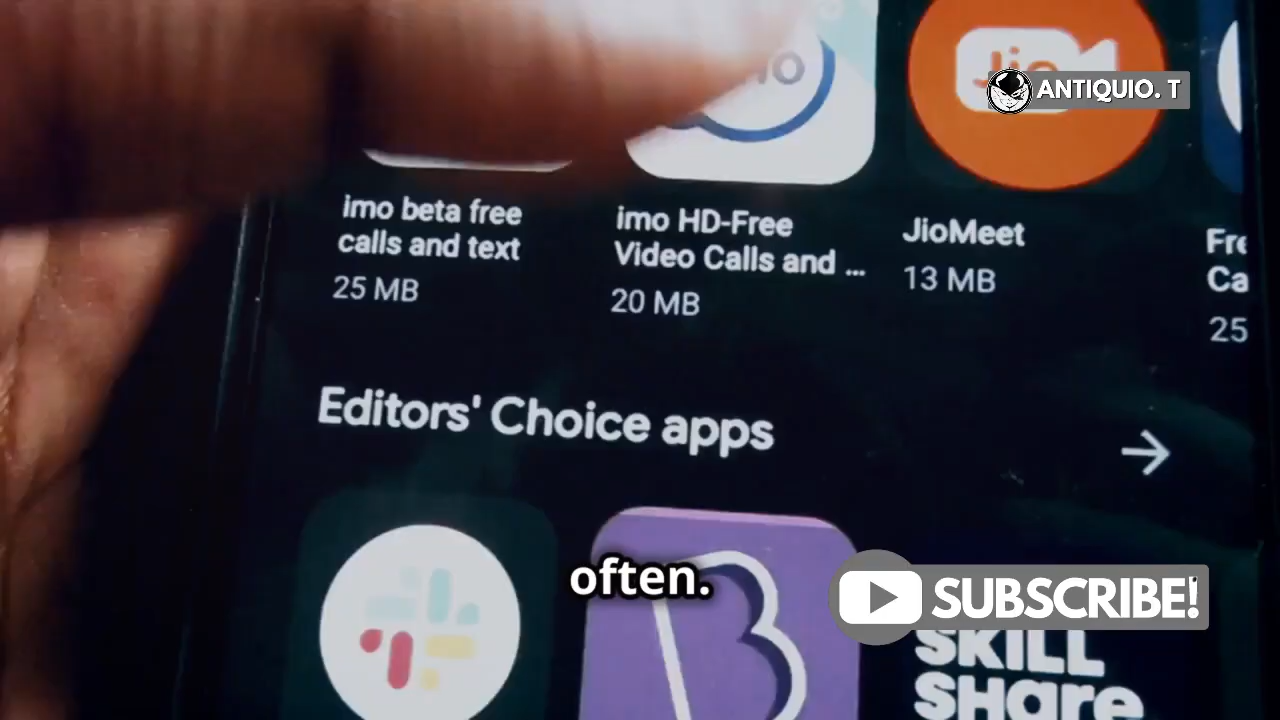 Jio
ANTIQUIO. T
imo beta free
calls and text
25 MB
imo HD-Free
Video Calls and ...
20 MB
JioMeet
13 MB
25
Editors' Choice apps
often.
SUBSCRIBE!
SKILL
SHare